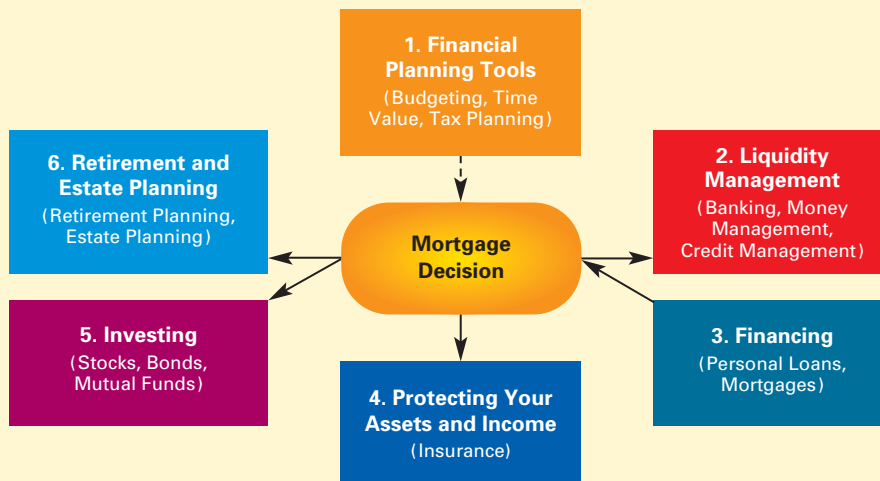 1. Financial
Planning Tools
(Budgeting, Time
Value, Tax Planning)
6. Retirement and
Estate Planning
(Retirement Planning,
Estate Planning)
2. Liquidity
Management
(Banking, Money
Management,
Credit Management)
Mortgage
Decision
5. Investing
(Stocks, Bonds,
Mutual Funds)
3. Financing
(Personal Loans,
Mortgages)
4. Protecting Your
Assets and Income
(Insurance)